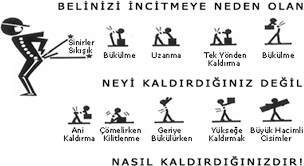 BELİNİZİ İNCİTMEYE NEDEN OLAN
Sinirler
Sıkışık
Bükülme
Uzanma
Tek Yönden
Kaldırma
Bükülme
NEYİ KALDIRDIĞINIZ DEĞİL
Ani
Kaldırma
Çömelirken
Kilitlenme
Geriye
Bükülürken
Yükseğe
Kaldırmak
Büyük Hacimli
Cisimler
NASIL KALDIRDIĞINIZDIR!